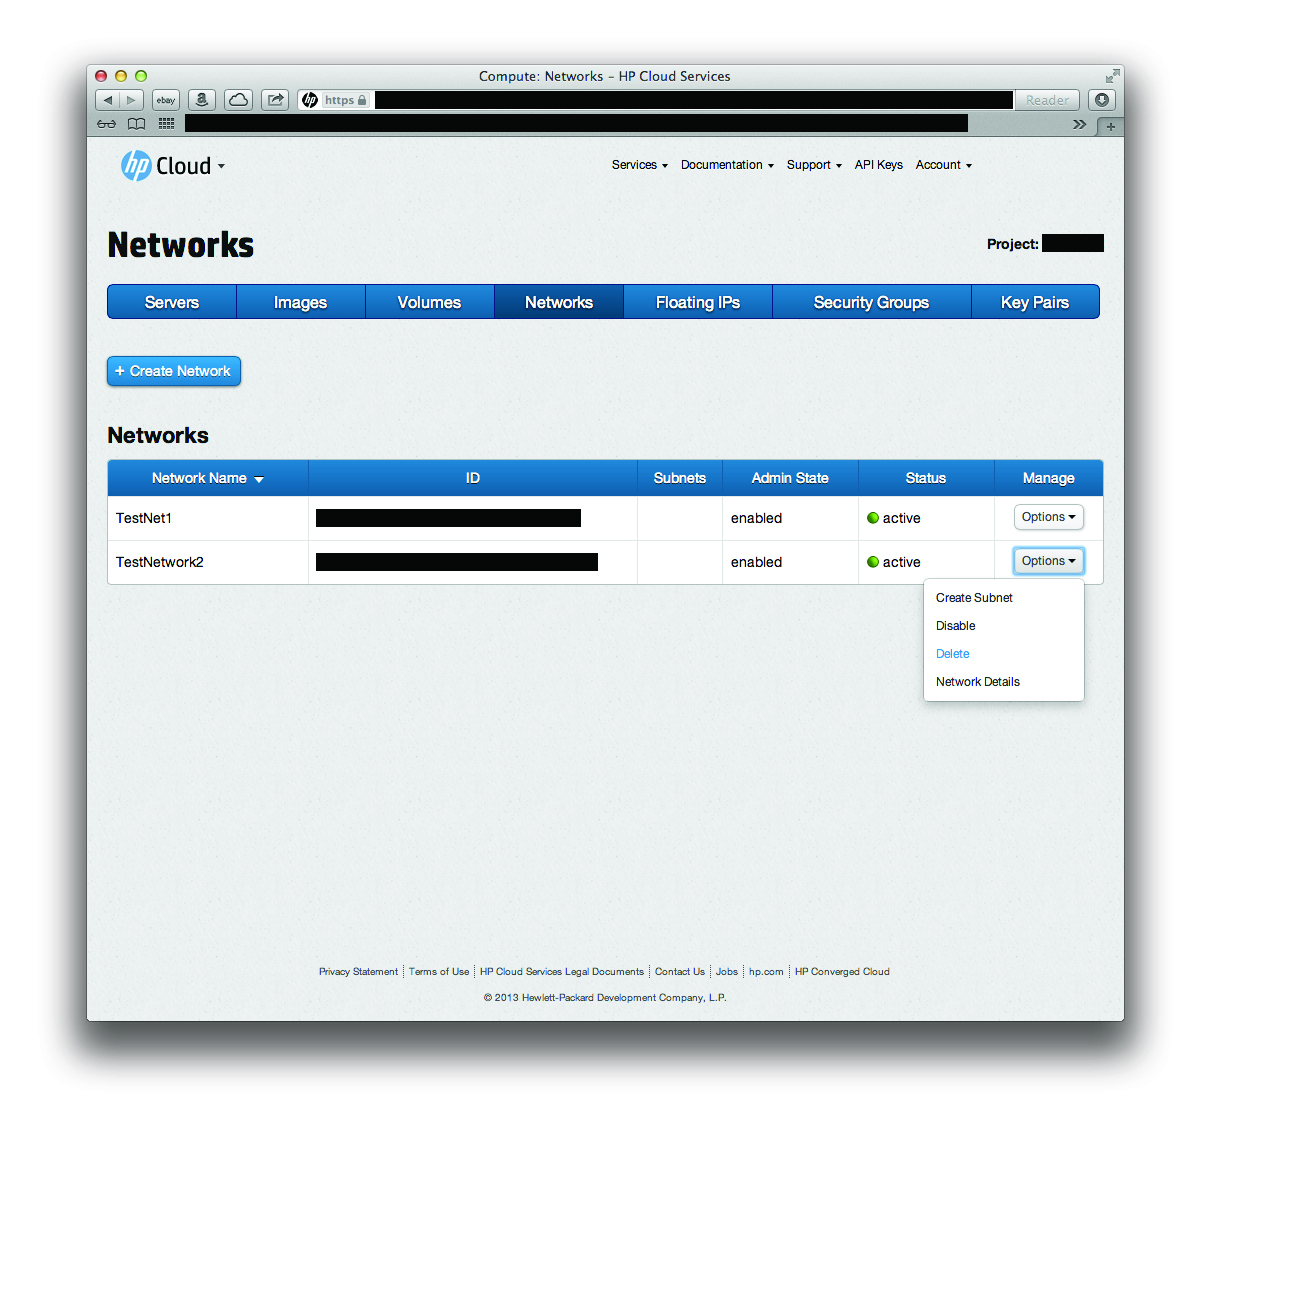 Compute: Networks – HP Cloud Services
ebay a hp https Reader
hp Cloud Services Documentation Support API Keys Account
Networks Project:
Servers Images Volumes Networks Floating IPs Security Groups Key Pairs
+ Create Network
Networks
Network Name ID Subnets Admin State Status Manage
TestNet1 enabled active Options
TestNetwork2 enabled active Options
Create Subnet
Disable
Delete
Network Details
Privacy Statement Terms of Use HP Cloud Services Legal Documents Contact Us Jobs hp.com HP Converged Cloud
© 2013 Hewlett-Packard Development Company, L.P.